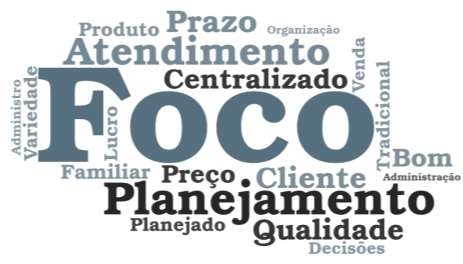 Produto
Prazo
Organização
Atendimento
Venda
Centralizado
Administro
Variedade
Foco
Lucro
Tradicional
Familiar
Preço
Cliente
Bom
Administração
Planejamento
Planejado
Qualidade
Decisões